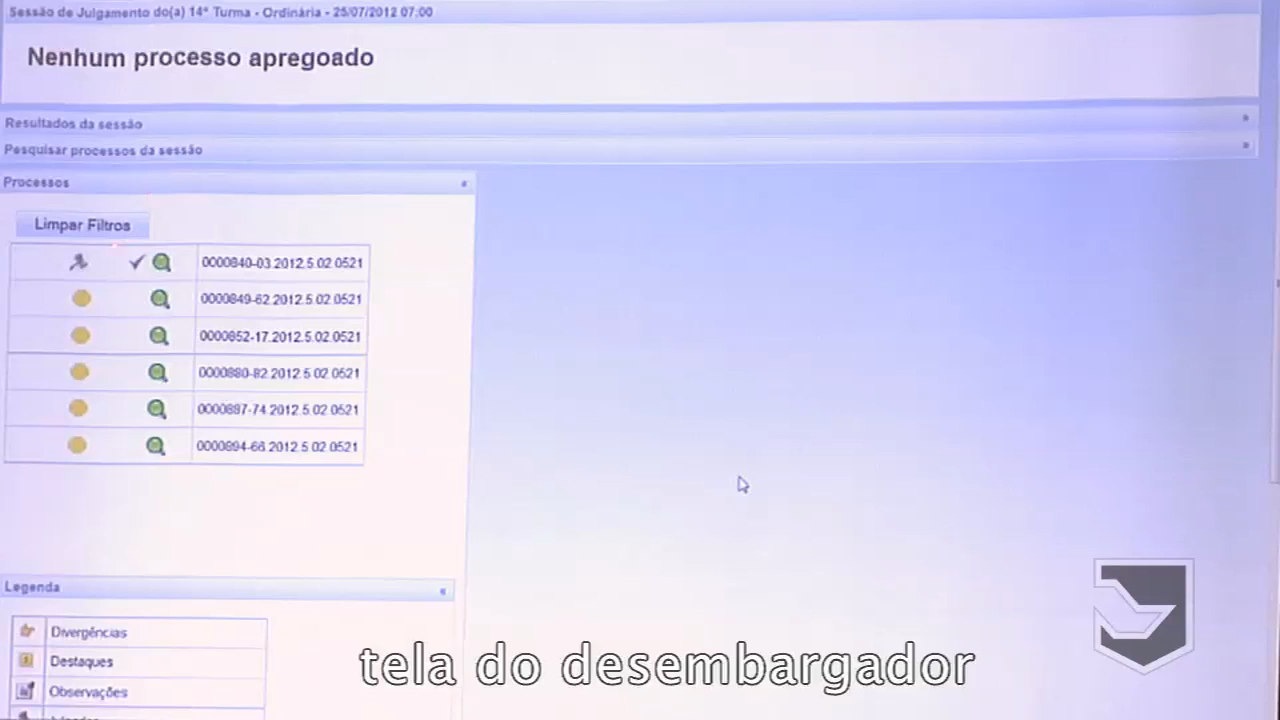 Sessão de Julgamento do(a) 14ª Turma - Ordinária - 25/07/2012 07:00
Nenhum processo apregoado
Resultados da sessão
Pesquisar processos da sessão
Processos
Limpar Filtros
0000840-03.2012.5.02.0521
0000849-62.2012.5.02.0521
0000852-17.2012.5.02.0521
0000880-82.2012.5.02.0521
0000887-74.2012.5.02.0521
0000894-66.2012.5.02.0521
Legenda
Divergências
Destaques
Observações
tela do desembargador